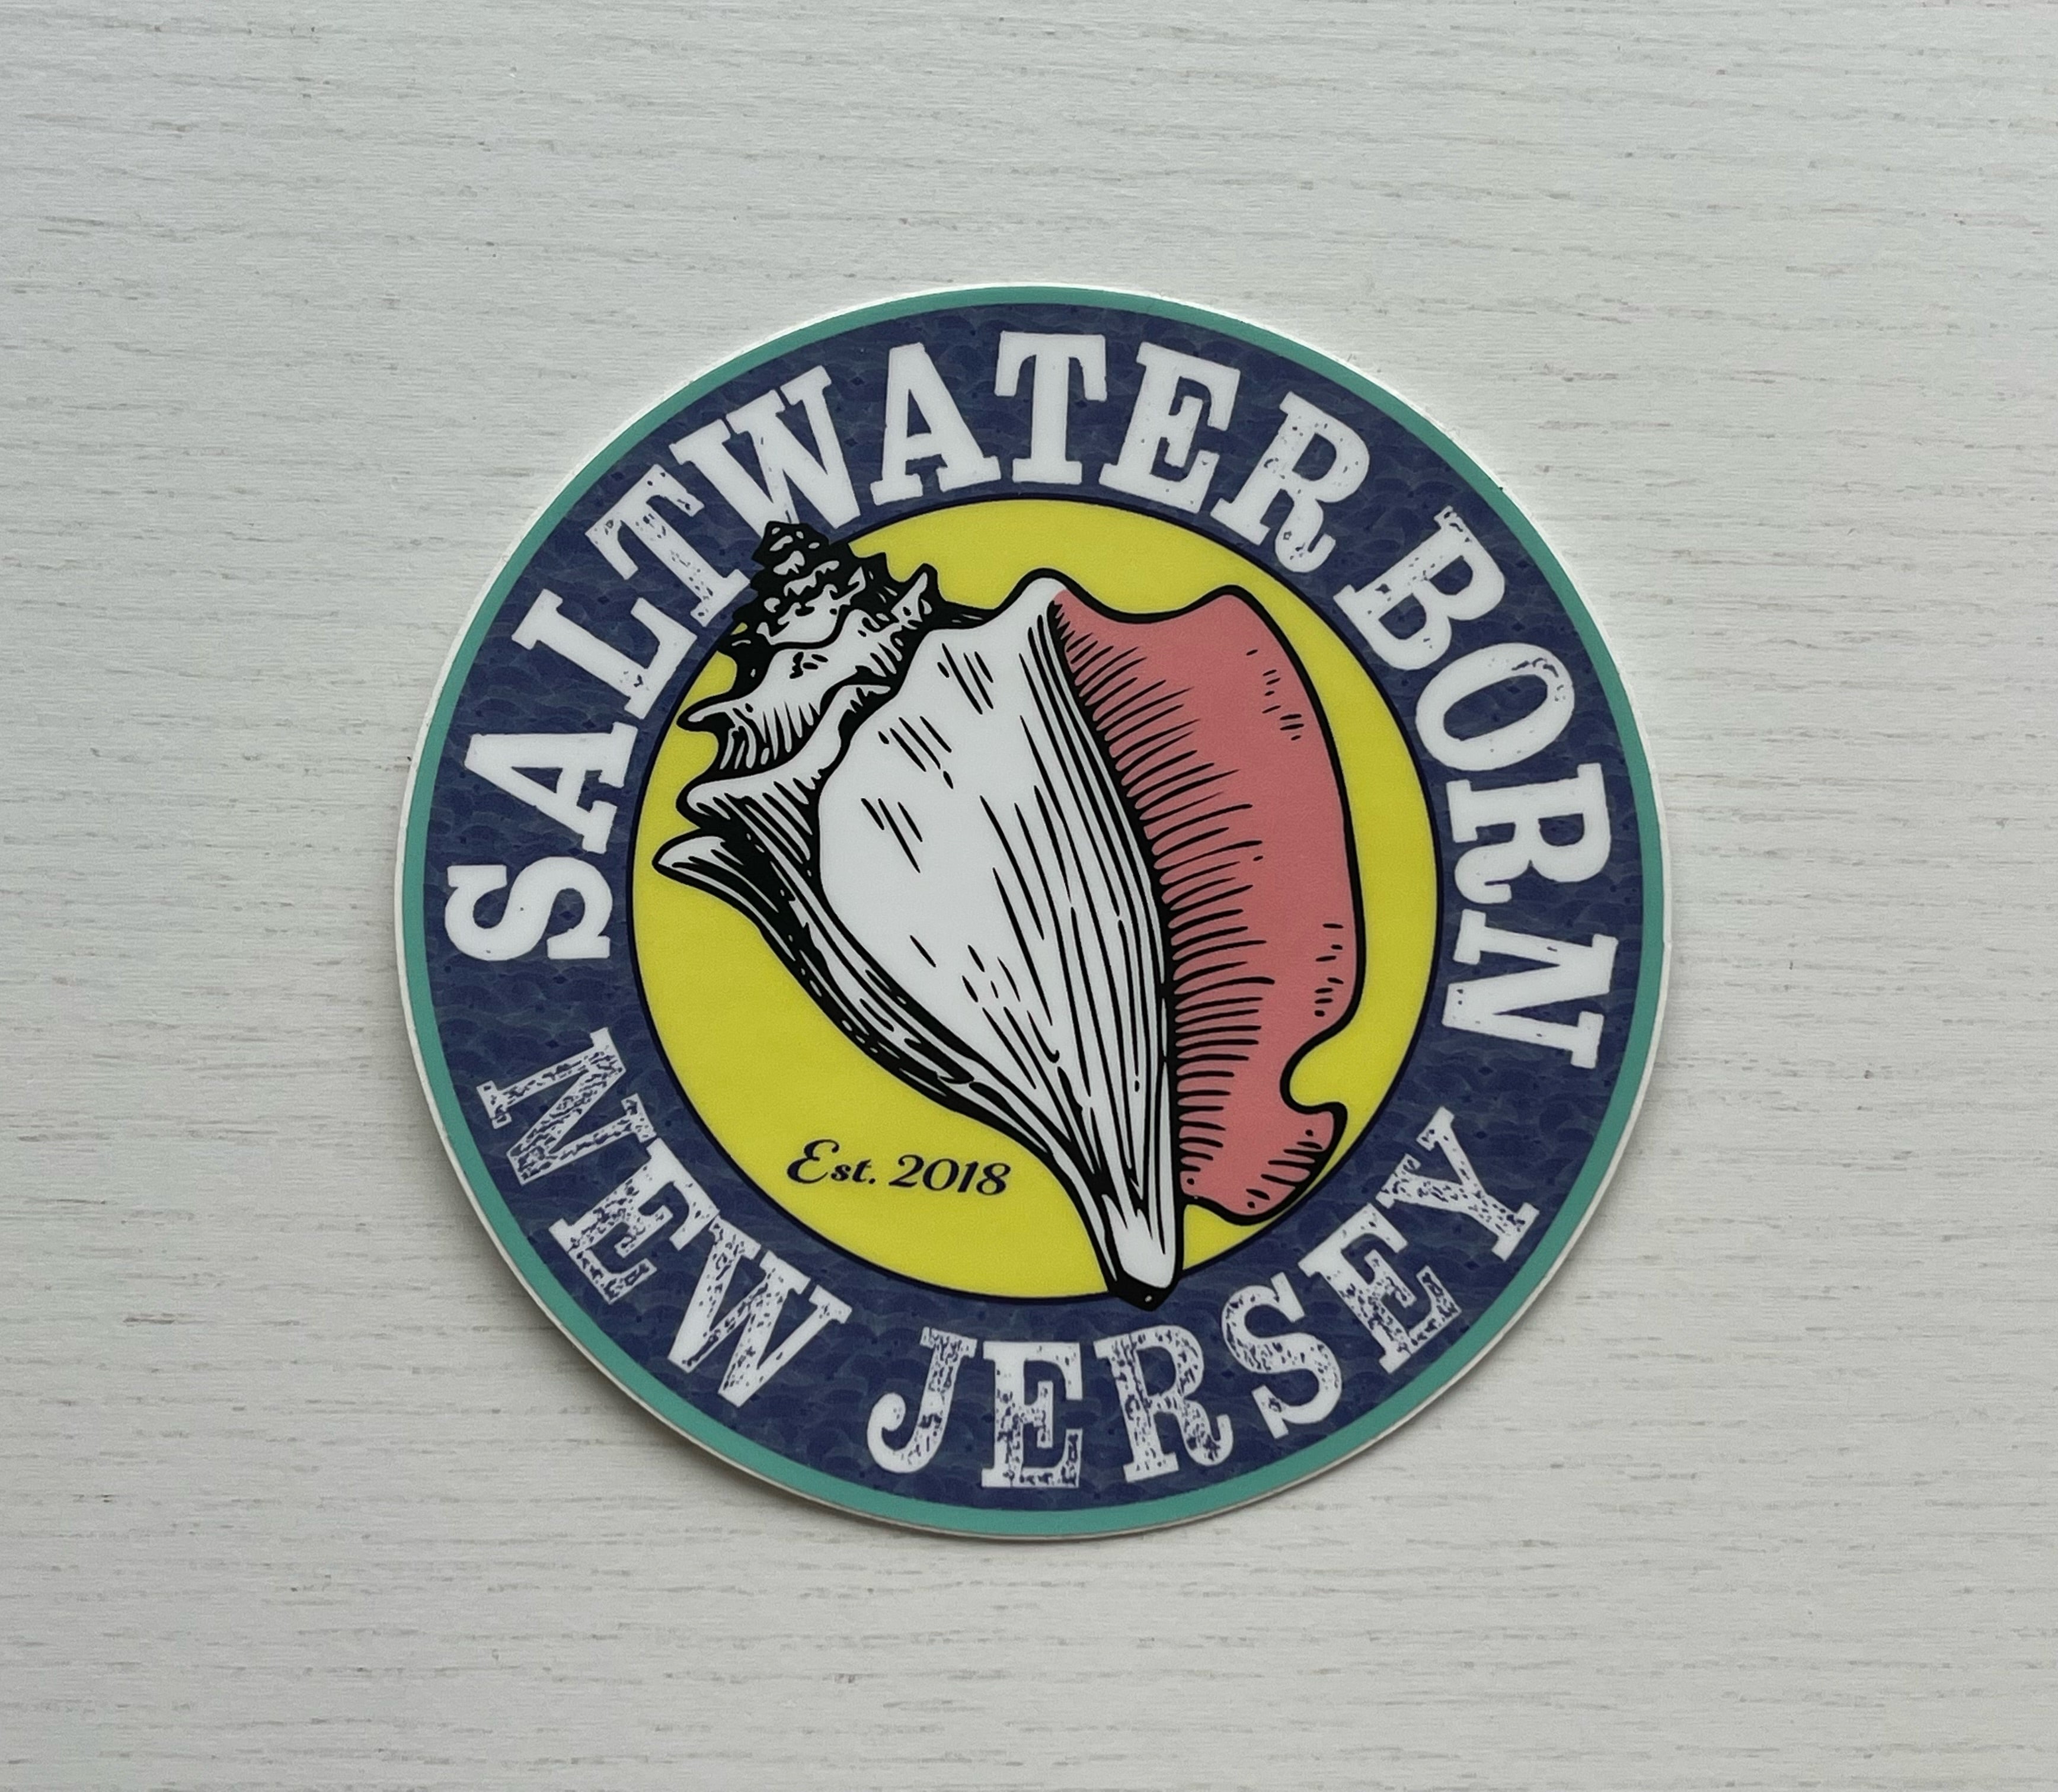 SALTWATER BORN
Est. 2018
NEW JERSEY